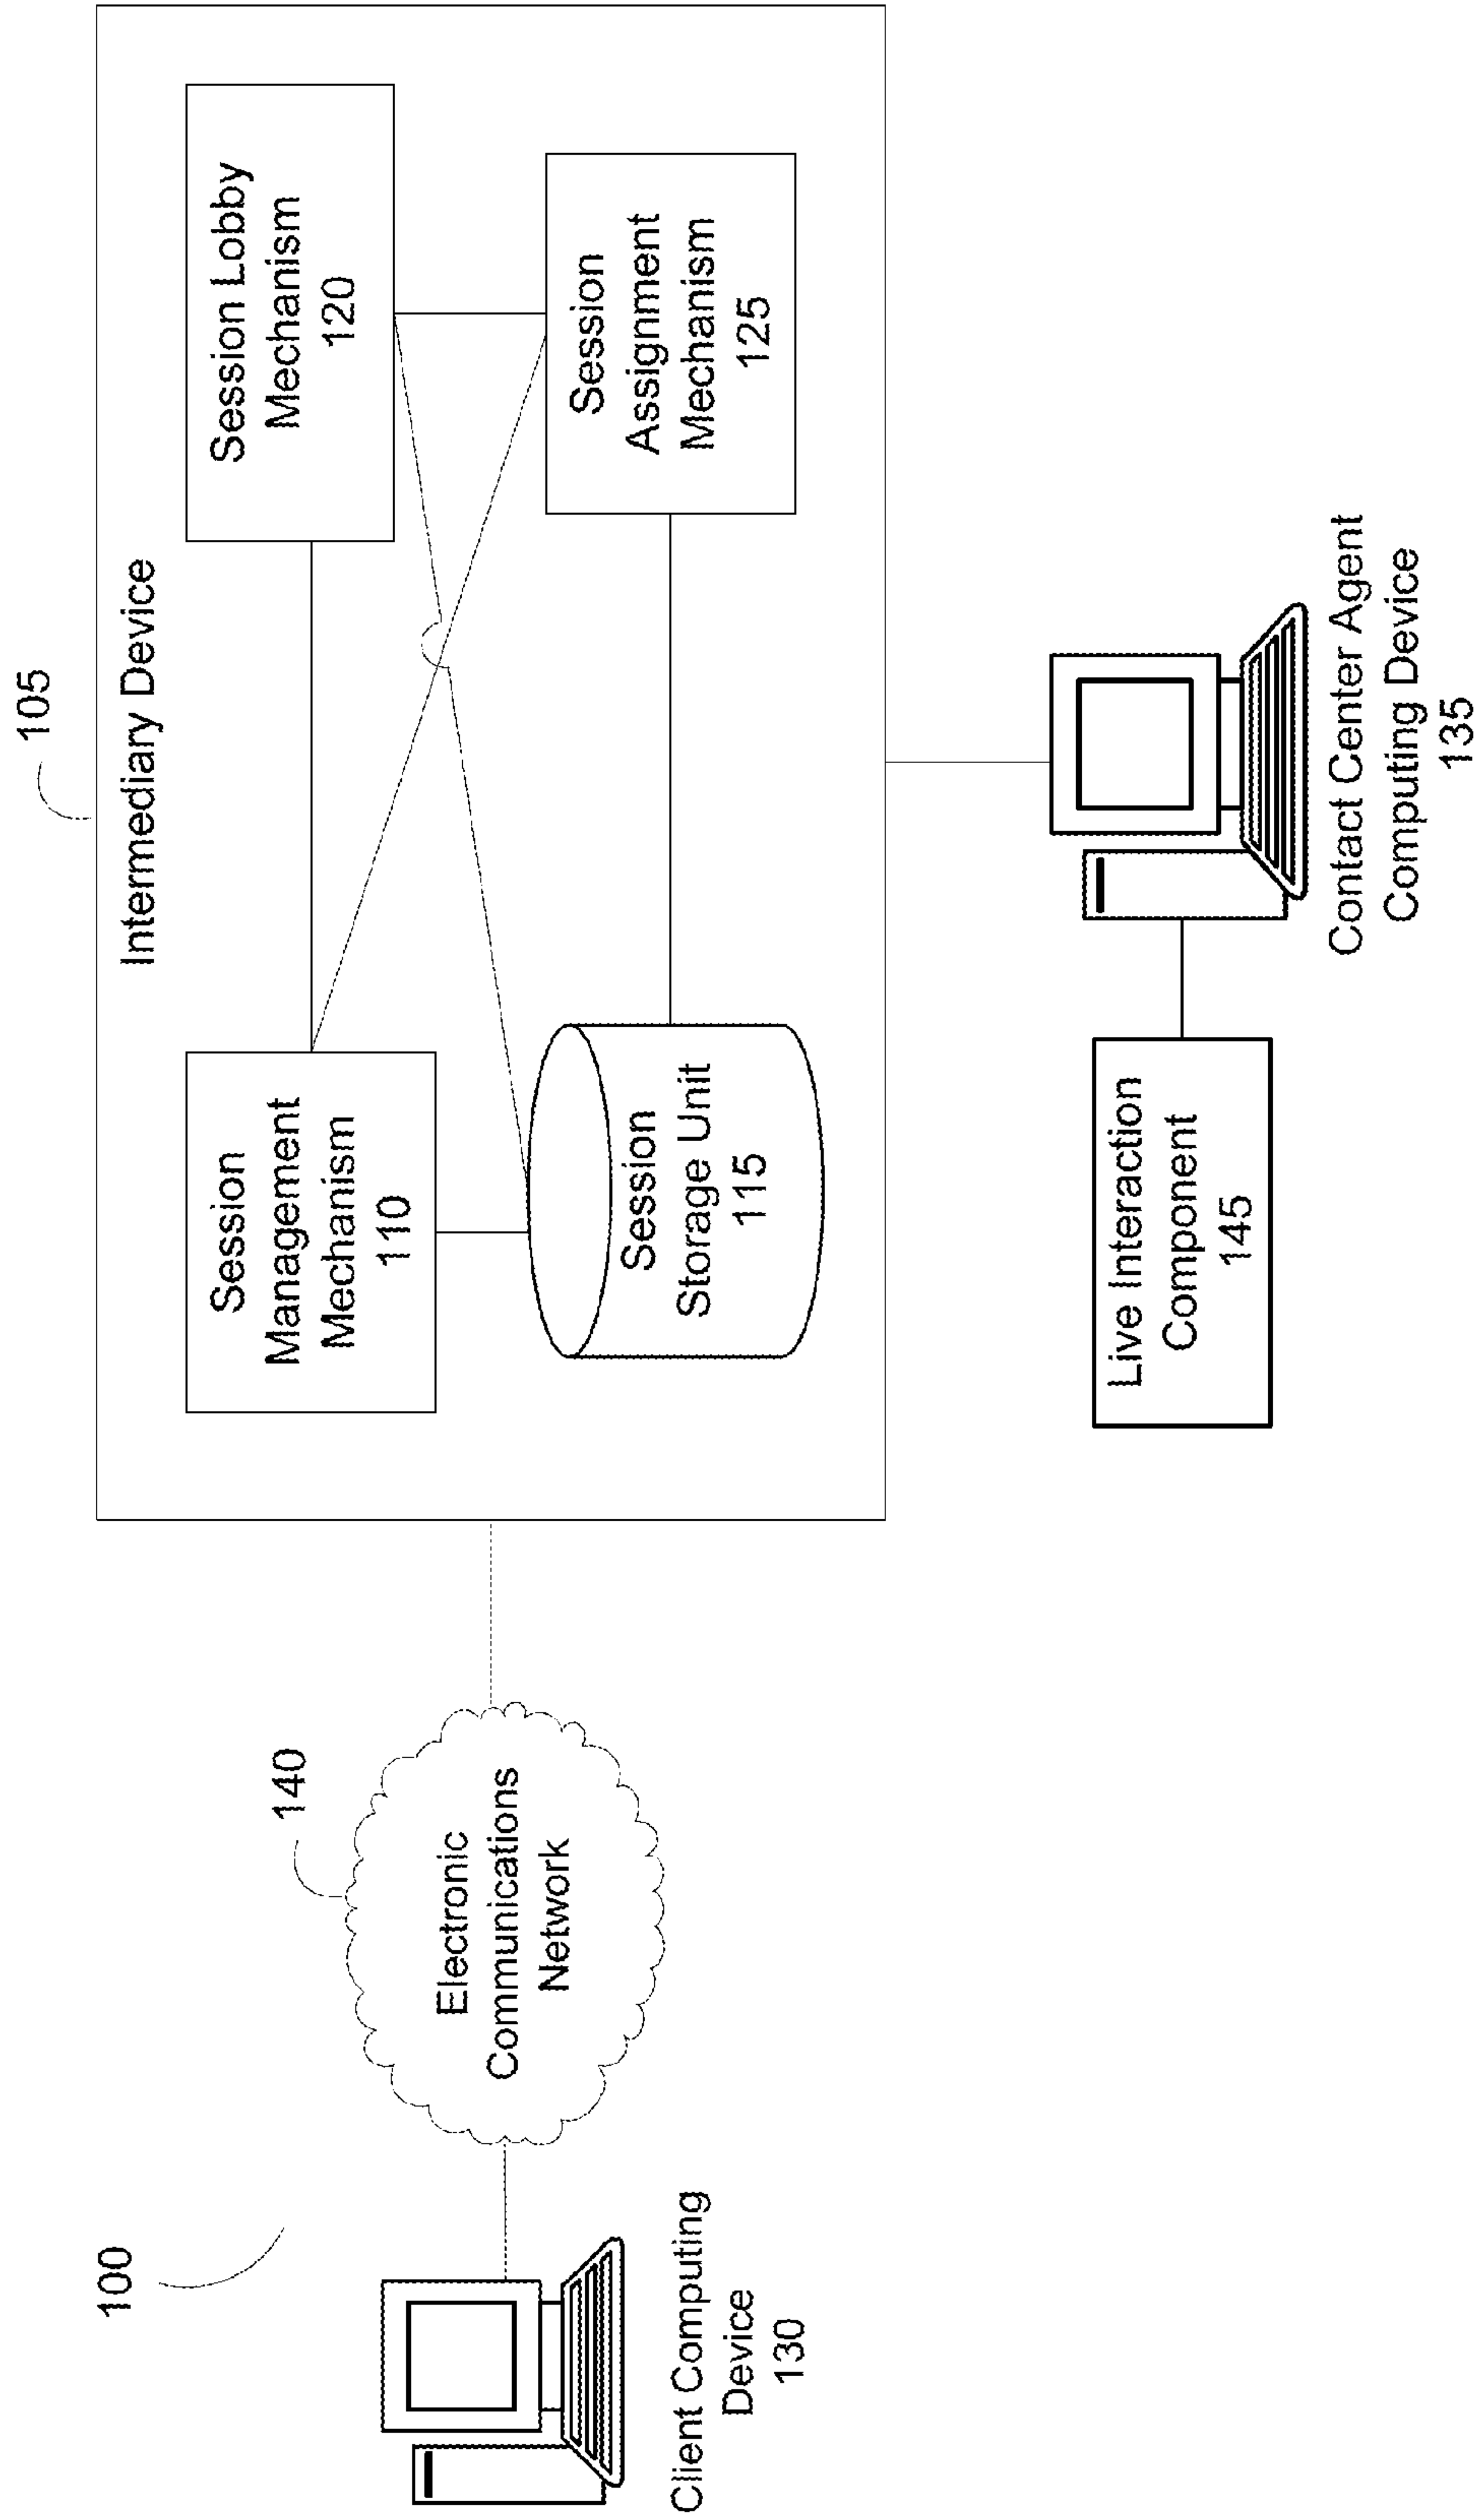 100
105
Intermediary Device
Session
Management
Mechanism
110
Session Lobby
Mechanism
120
Session
Storage Unit
115
Session
Assignment
Mechanism
125
140
Electronic
Communications
Network
Client Computing
Device
130
Live Interaction
Component
145
Contact Center Agent
Computing Device
135